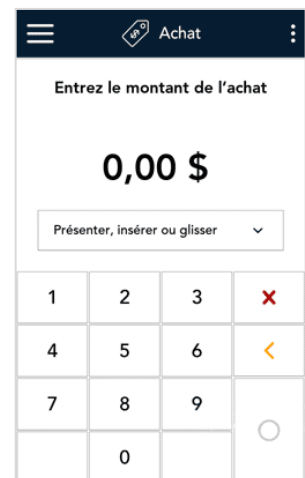 Achat
Entrez le montant de l'achat
0,00 $
Présenter, insérer ou glisser
1 2 3
4 5 6
7 8 9
0